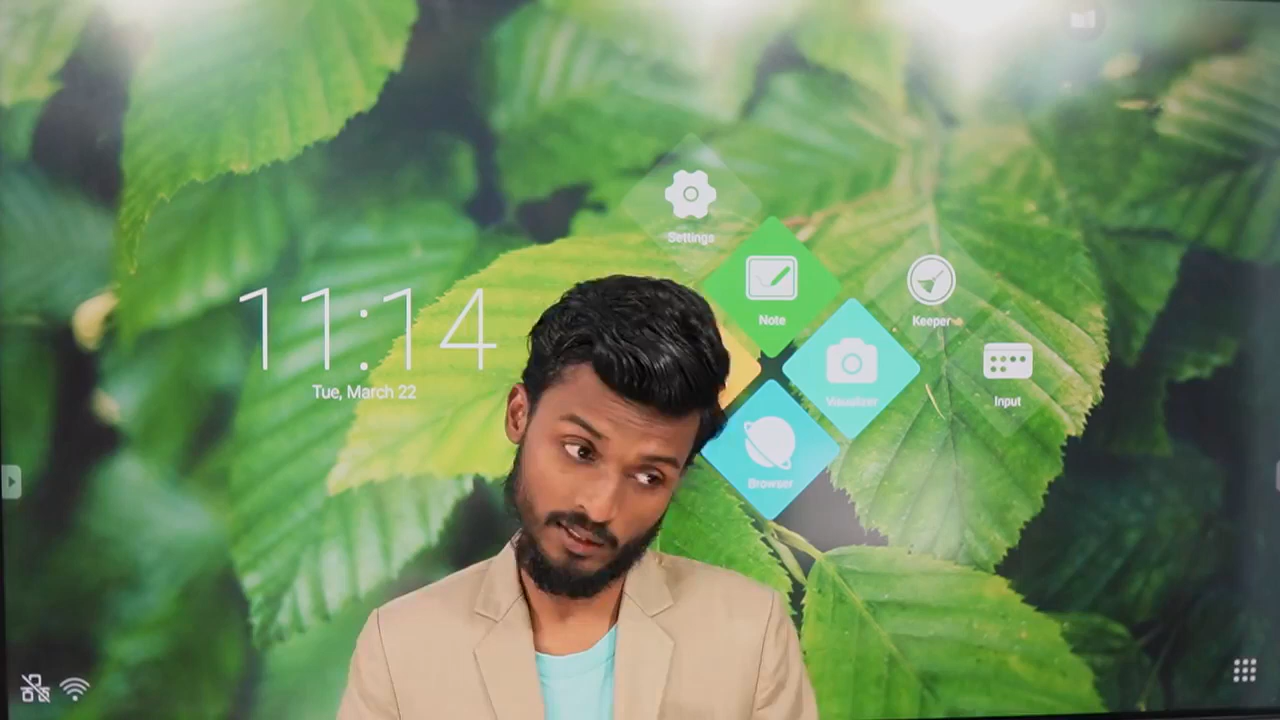 Settings
Note
Keeper
11:14
Visualizer
Tue, March 22
Input
Browser